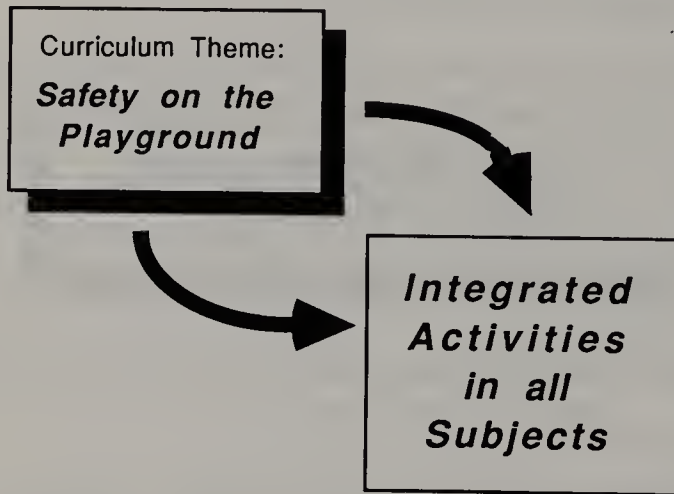 Curriculum Theme:
Safety on the
Playground
Integrated
Activities
in all
Subjects